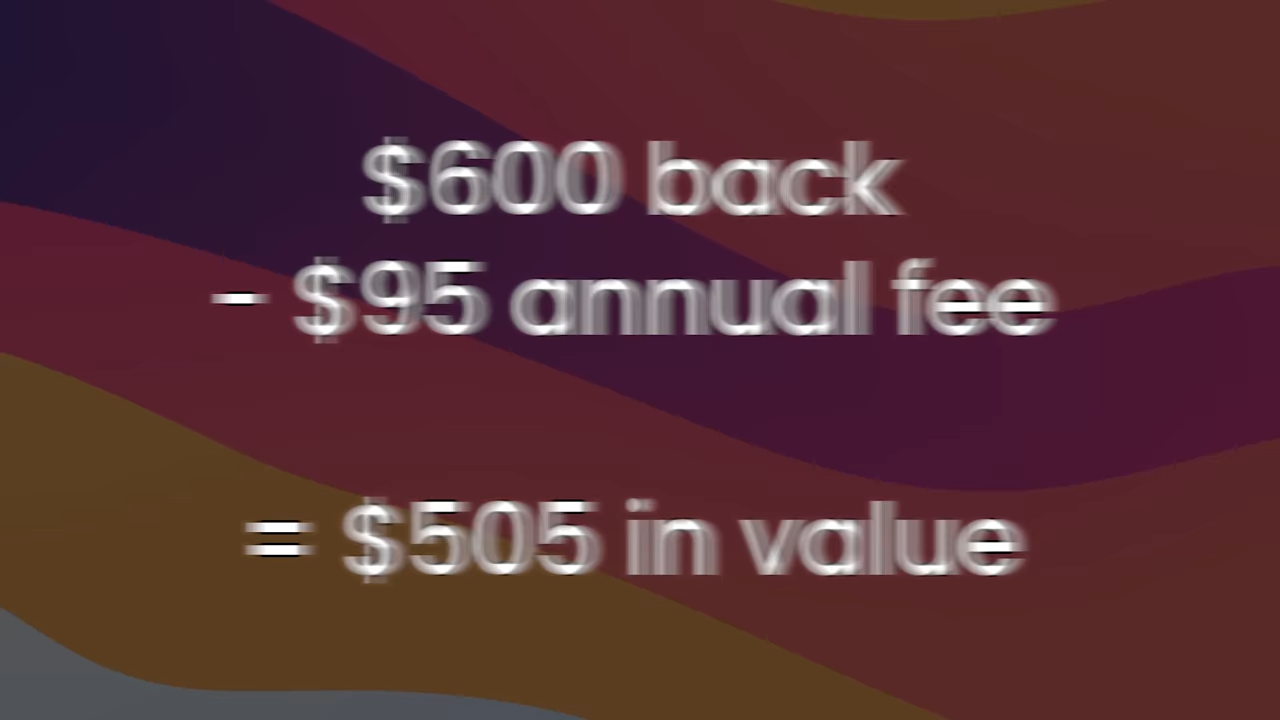 $600 back
- $95 annual fee
= $505 in value